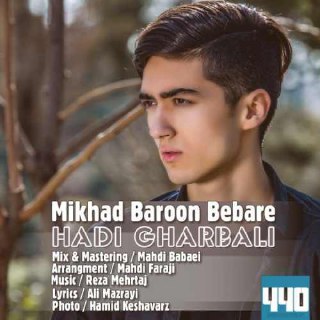 Mikhad Baroon Bebare
HADI GHARBALI
Mix & Mastering / Mahdi Babaei
Arrangment / Mahdi Faraji
Music / Reza Mehrtaj
Lyrics / Ali Mazrayi
Photo / Hamid Keshavarz
440